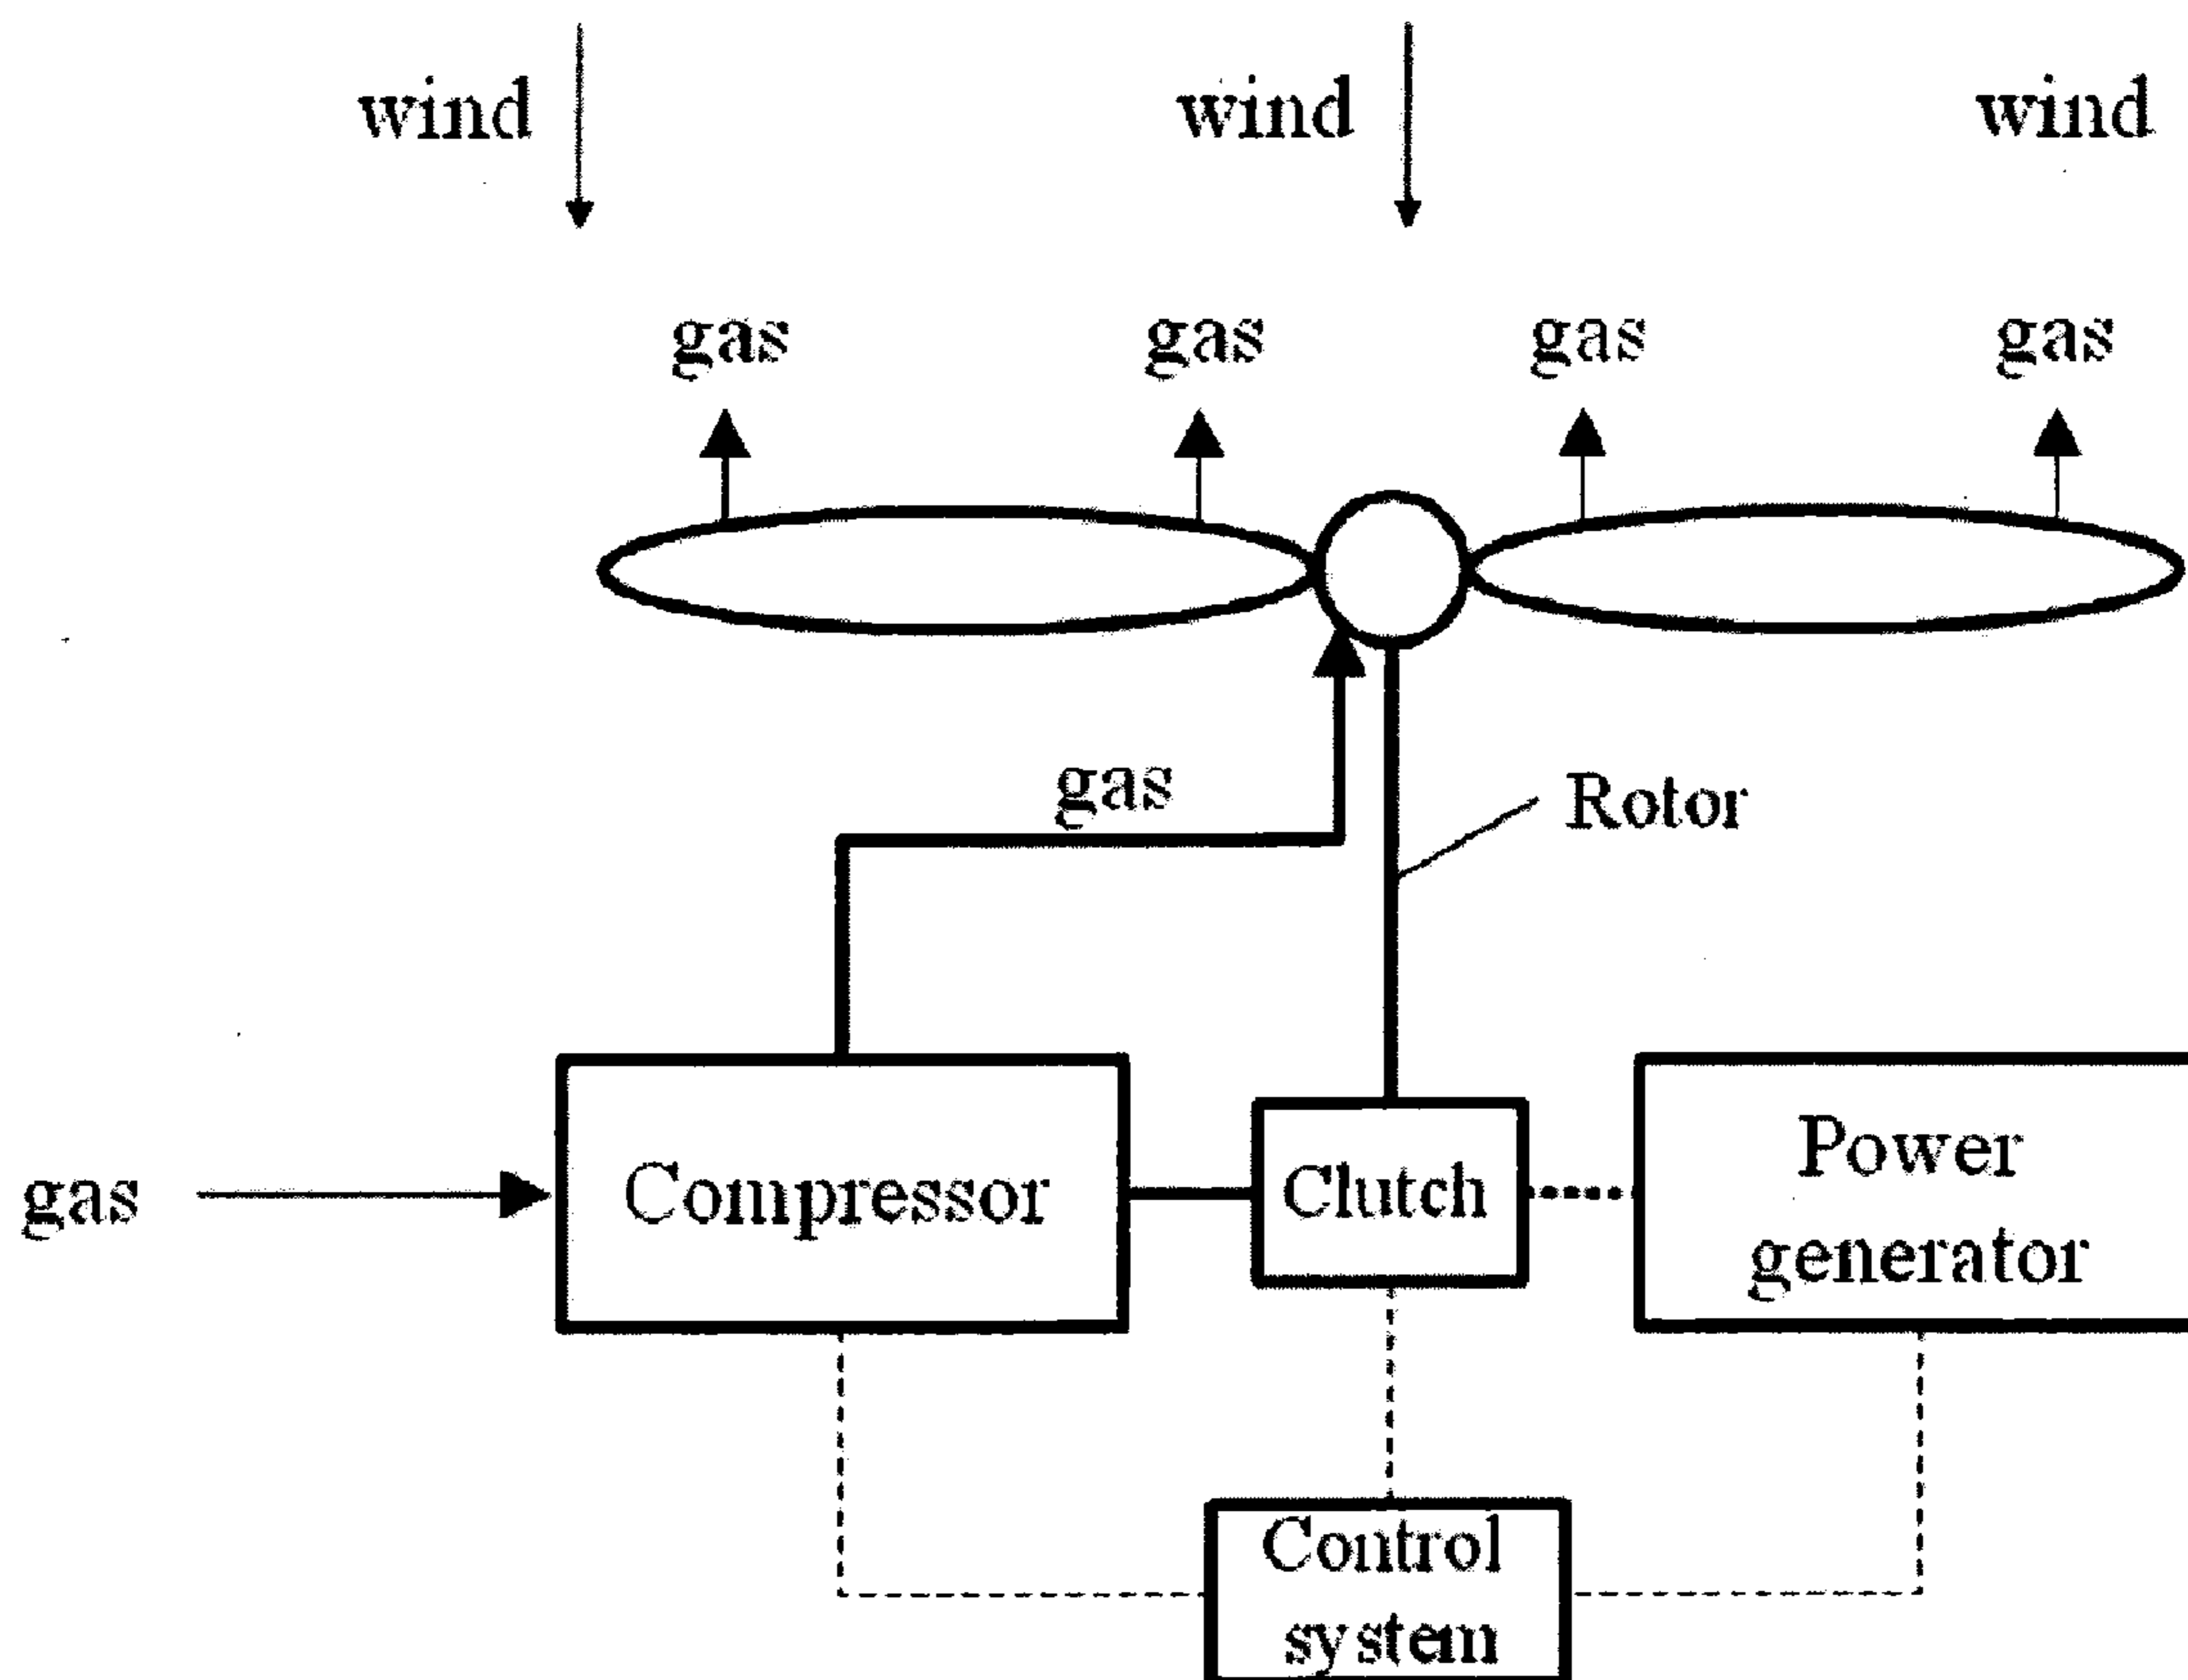 wind wind wind
gas gas gas gas
gas
Rotor
gas
Compressor
Clutch
Power
generator
Control
system